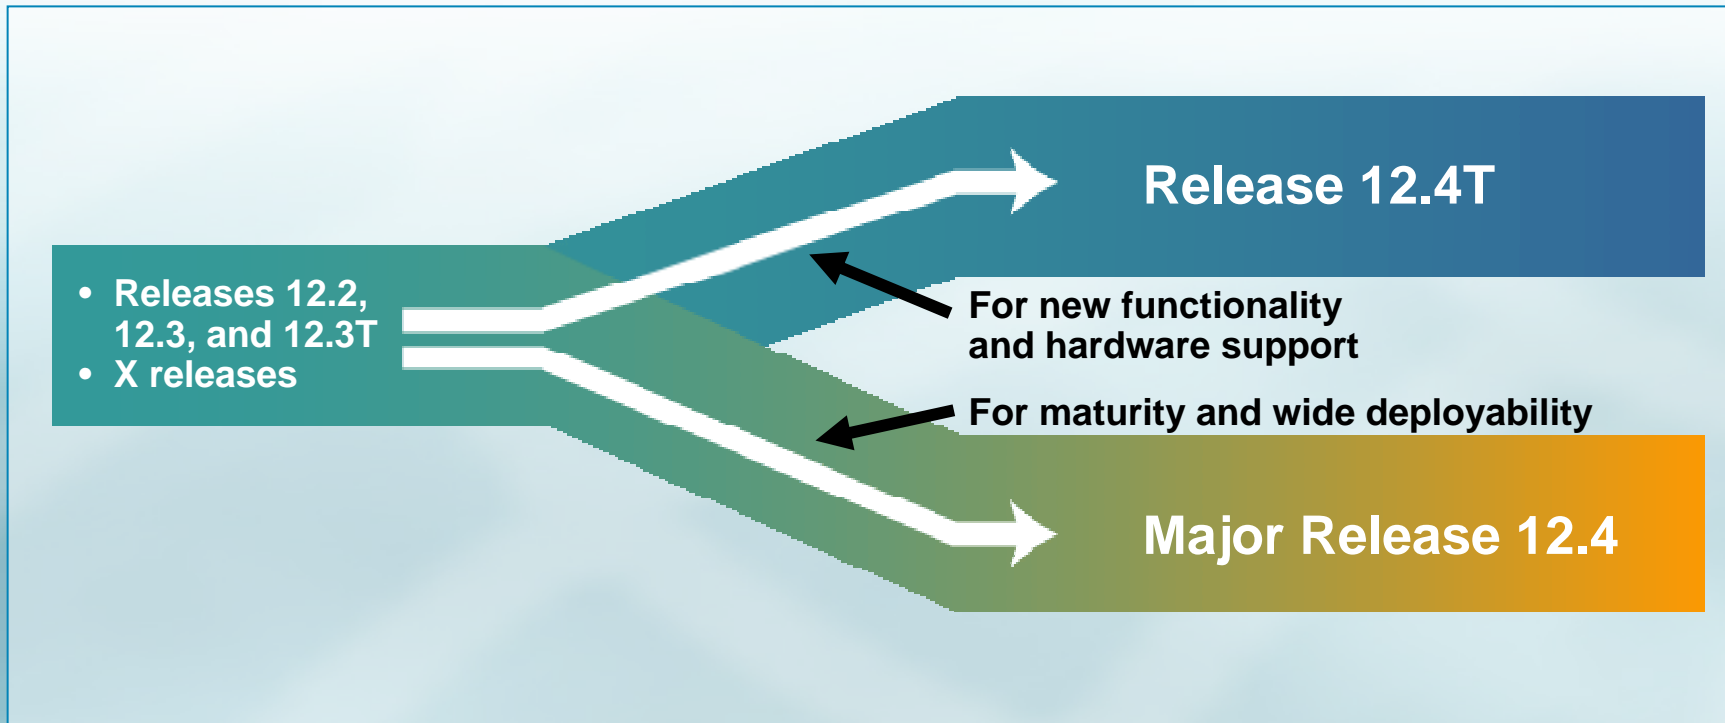 • Releases 12.2,
12.3, and 12.3T
• X releases
Release 12.4T
For new functionality
and hardware support
For maturity and wide deployability
Major Release 12.4